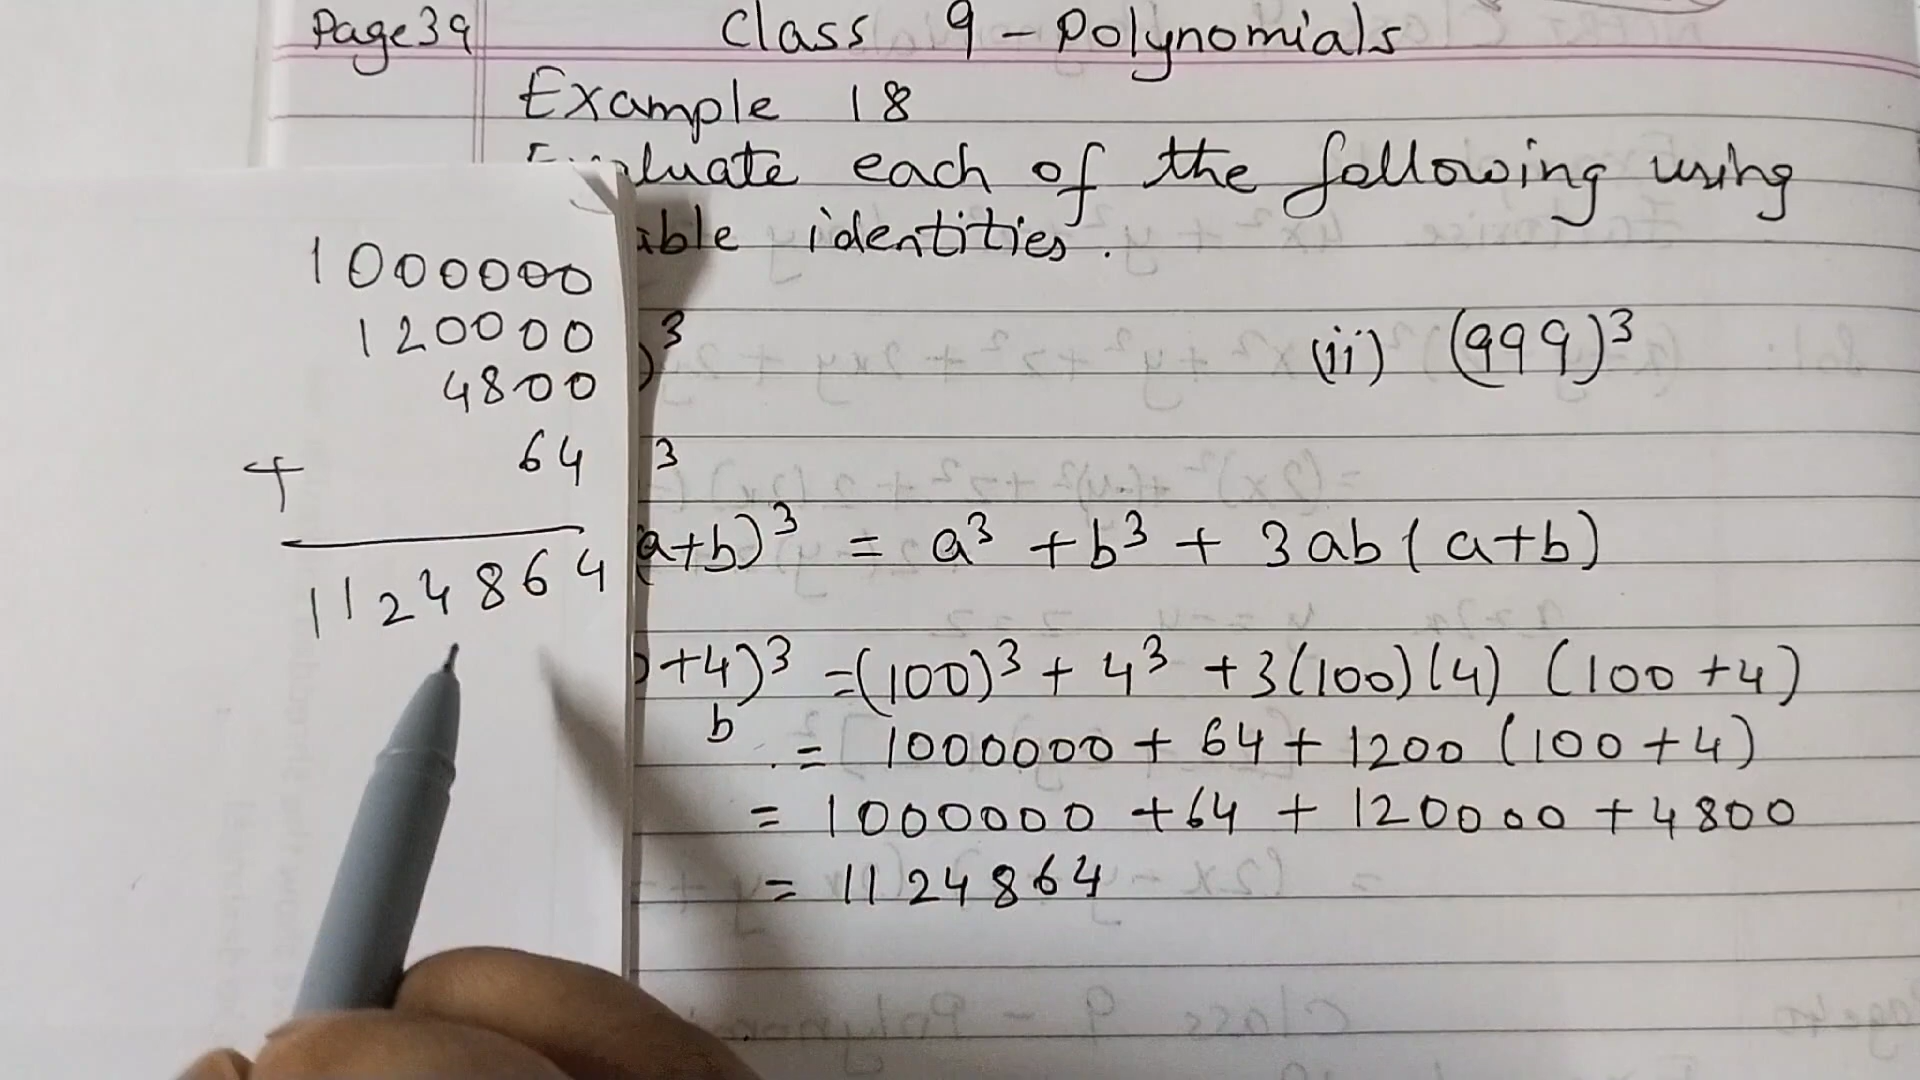 Page 39
Class 9 - Polynomials
Example 18
each of the following using
identities.
(ii) (999)³
1000000
120000
4800
+ 64
1124864
3
3
a+b)³ = a³ + b³ + 3ab(a+b)
+4)³ = (100)³ + 4³ + 3(100)(4) (100+4)
b
= 1000000 + 64 + 1200 (100+4)
= 1000000 + 64 + 120000 + 4800
= 1124864